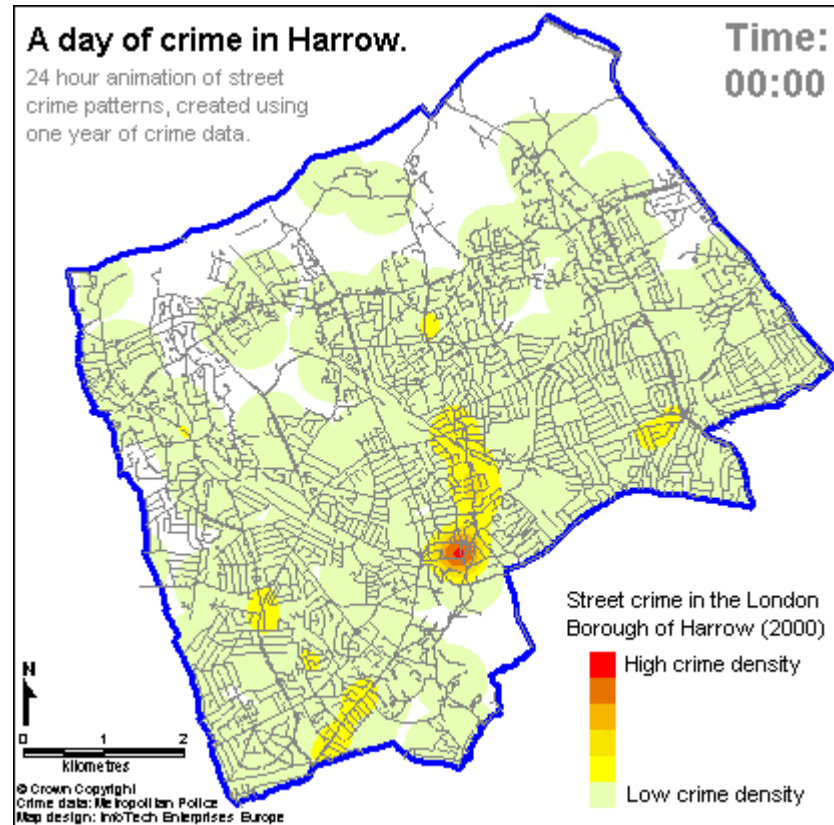 A day of crime in Harrow.
24 hour animation of street
crime patterns, created using
one year of crime data.
Time:
00:00
Street crime in the London
Borough of Harrow (2000)
High crime density
Low crime density
N
0 1 2
kilometres
© Crown Copyright
Crime data: Metropolitan Police
Map design: InfoTech Enterprises Europe